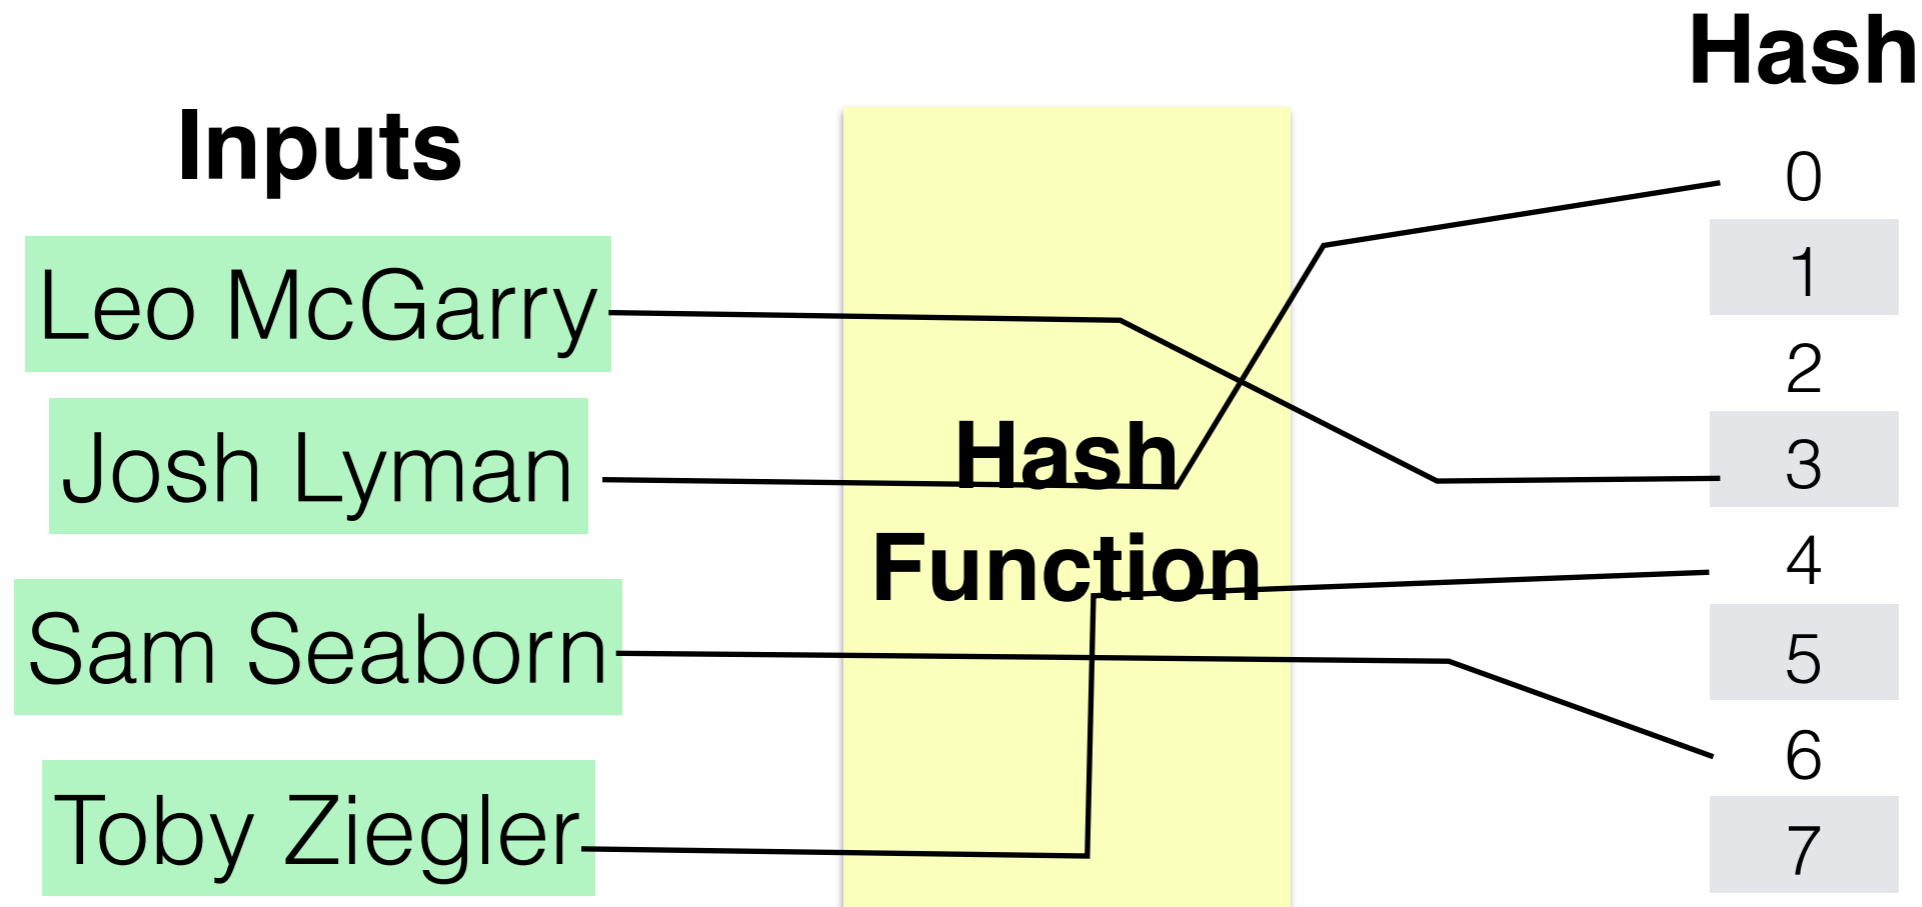 Inputs
Leo McGarry
Josh Lyman
Sam Seaborn
Toby Ziegler
Hash
Function
Hash
0
1
2
3
4
5
6
7